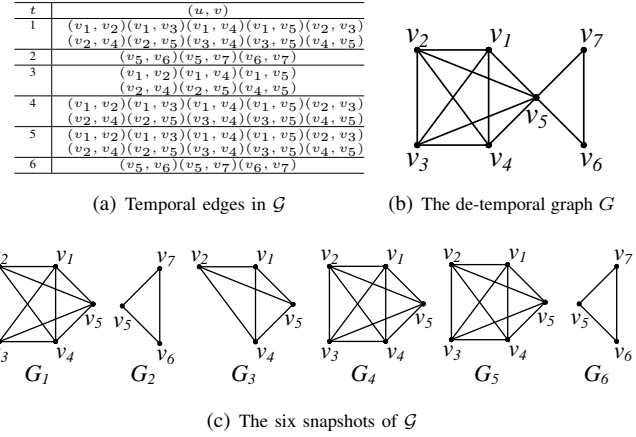 t (u, v)
1 (v1, v2)(v1, v3)(v1, v4)(v1, v5)(v2, v3)
(v2, v4)(v2, v5)(v3, v4)(v3, v5)(v4, v5)
2 (v5, v6)(v5, v7)(v6, v7)
3 (v1, v2)(v1, v4)(v1, v5)
(v2, v4)(v2, v5)(v4, v5)
4 (v1, v2)(v1, v3)(v1, v4)(v1, v5)(v2, v3)
(v2, v4)(v2, v5)(v3, v4)(v3, v5)(v4, v5)
5 (v1, v2)(v1, v3)(v1, v4)(v1, v5)(v2, v3)
(v2, v4)(v2, v5)(v3, v4)(v3, v5)(v4, v5)
6 (v5, v6)(v5, v7)(v6, v7)
(a) Temporal edges in 𝒢
v2 v1 v7
v5
v3 v4 v6
(b) The de-temporal graph G
v2 v1 v7 v2 v1 v2 v1 v2 v1 v7
v5 v5 v5 v5 v5 v5
v3 v4 v6 v4 v3 v4 v3 v4 v6
G1 G2 G3 G4 G5 G6
(c) The six snapshots of 𝒢